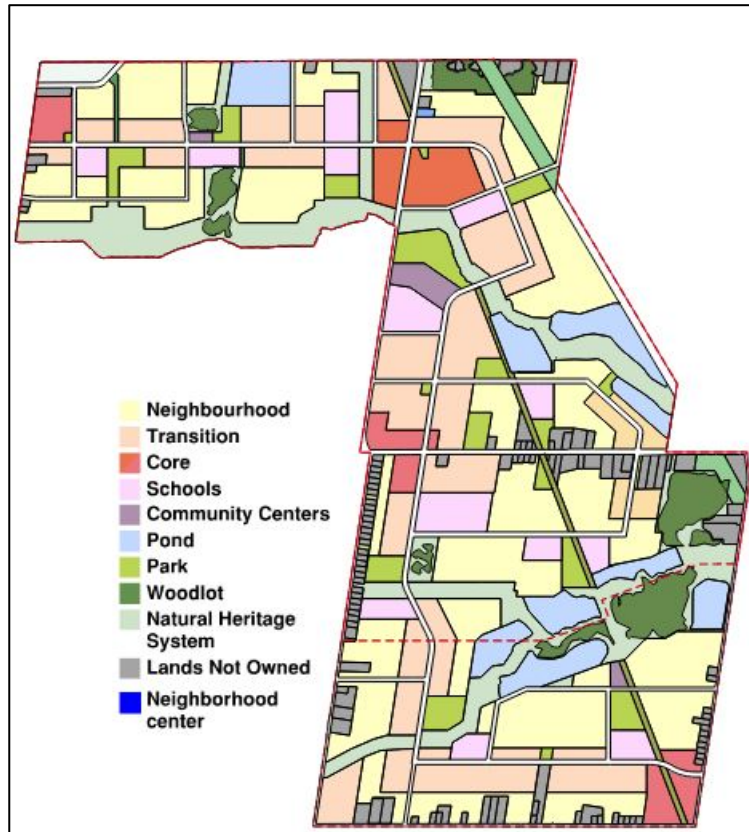 Neighbourhood
Transition
Core
Schools
Community Centers
Pond
Park
Woodlot
Natural Heritage
System
Lands Not Owned
Neighborhood
center